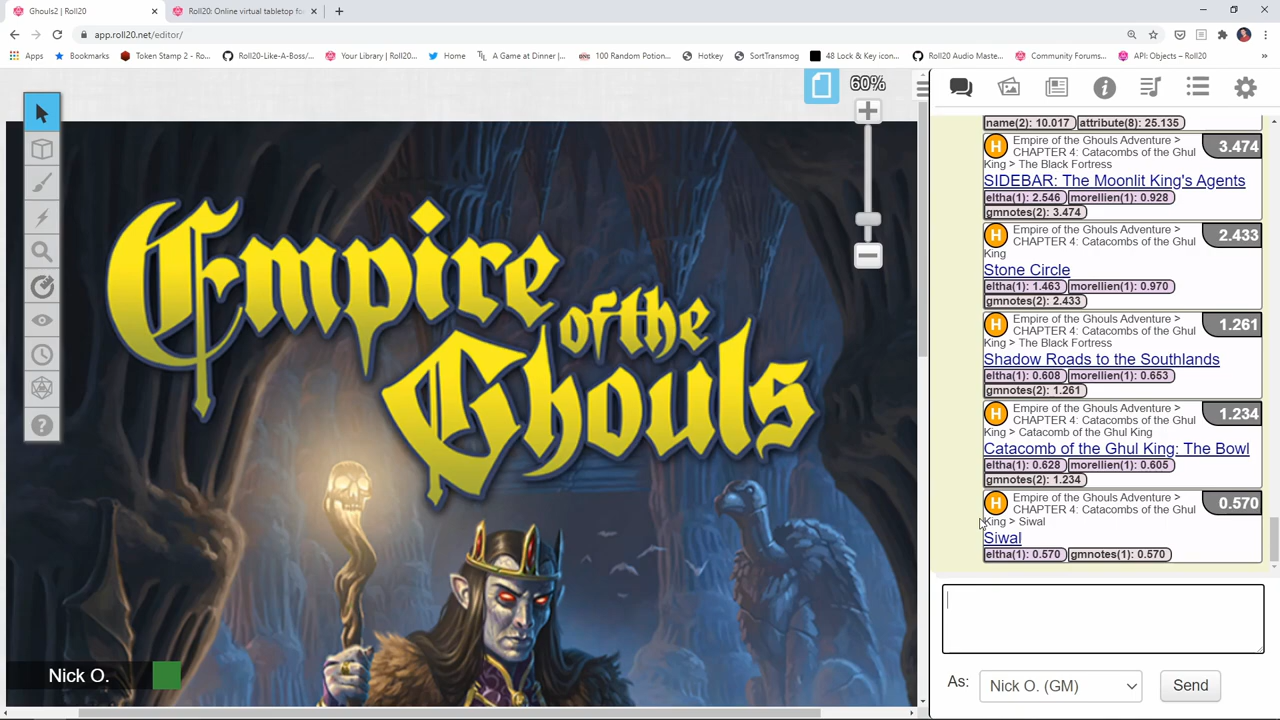 Ghouls2 | Roll20
Roll20: Online virtual tabletop fo
app.roll20.net/editor/
Apps
Bookmarks
Token Stamp 2 - Ro...
Roll20-Like-A-Boss/...
Your Library | Roll20...
Home
A Game at Dinner |...
100 Random Potion...
Hotkey
SortTransmog
48 Lock & Key icon...
Roll20 Audio Maste...
Community Forums...
API: Objects – Roll20
»
60%
Empire
of the
Ghouls
Nick O.
name(2): 10.017 attribute(8): 25.135
H Empire of the Ghouls Adventure > 3.474
CHAPTER 4: Catacombs of the Ghul
King > The Black Fortress
SIDEBAR: The Moonlit King's Agents
eltha(1): 2.546 morellien(1): 0.928
gmnotes(2): 3.474
H Empire of the Ghouls Adventure > 2.433
CHAPTER 4: Catacombs of the Ghul
King
Stone Circle
eltha(1): 1.463 morellien(1): 0.970
gmnotes(2): 2.433
H Empire of the Ghouls Adventure > 1.261
CHAPTER 4: Catacombs of the Ghul
King > The Black Fortress
Shadow Roads to the Southlands
eltha(1): 0.608 morellien(1): 0.653
gmnotes(2): 1.261
H Empire of the Ghouls Adventure > 1.234
CHAPTER 4: Catacombs of the Ghul
King > Catacomb of the Ghul King
Catacomb of the Ghul King: The Bowl
eltha(1): 0.628 morellien(1): 0.605
gmnotes(2): 1.234
H Empire of the Ghouls Adventure > 0.570
CHAPTER 4: Catacombs of the Ghul
King > Siwal
Siwal
eltha(1): 0.570 gmnotes(1): 0.570
As:
Nick O. (GM)
Send